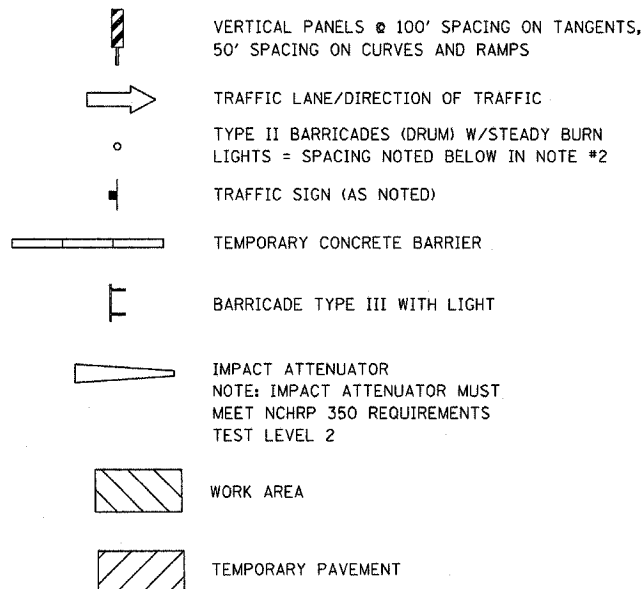 VERTICAL PANELS @ 100' SPACING ON TANGENTS,
50' SPACING ON CURVES AND RAMPS
TRAFFIC LANE/DIRECTION OF TRAFFIC
TYPE II BARRICADES (DRUM) W/STEADY BURN
LIGHTS = SPACING NOTED BELOW IN NOTE #2
TRAFFIC SIGN (AS NOTED)
TEMPORARY CONCRETE BARRIER
BARRICADE TYPE III WITH LIGHT
IMPACT ATTENUATOR
NOTE: IMPACT ATTENUATOR MUST
MEET NCHRP 350 REQUIREMENTS
TEST LEVEL 2
WORK AREA
TEMPORARY PAVEMENT